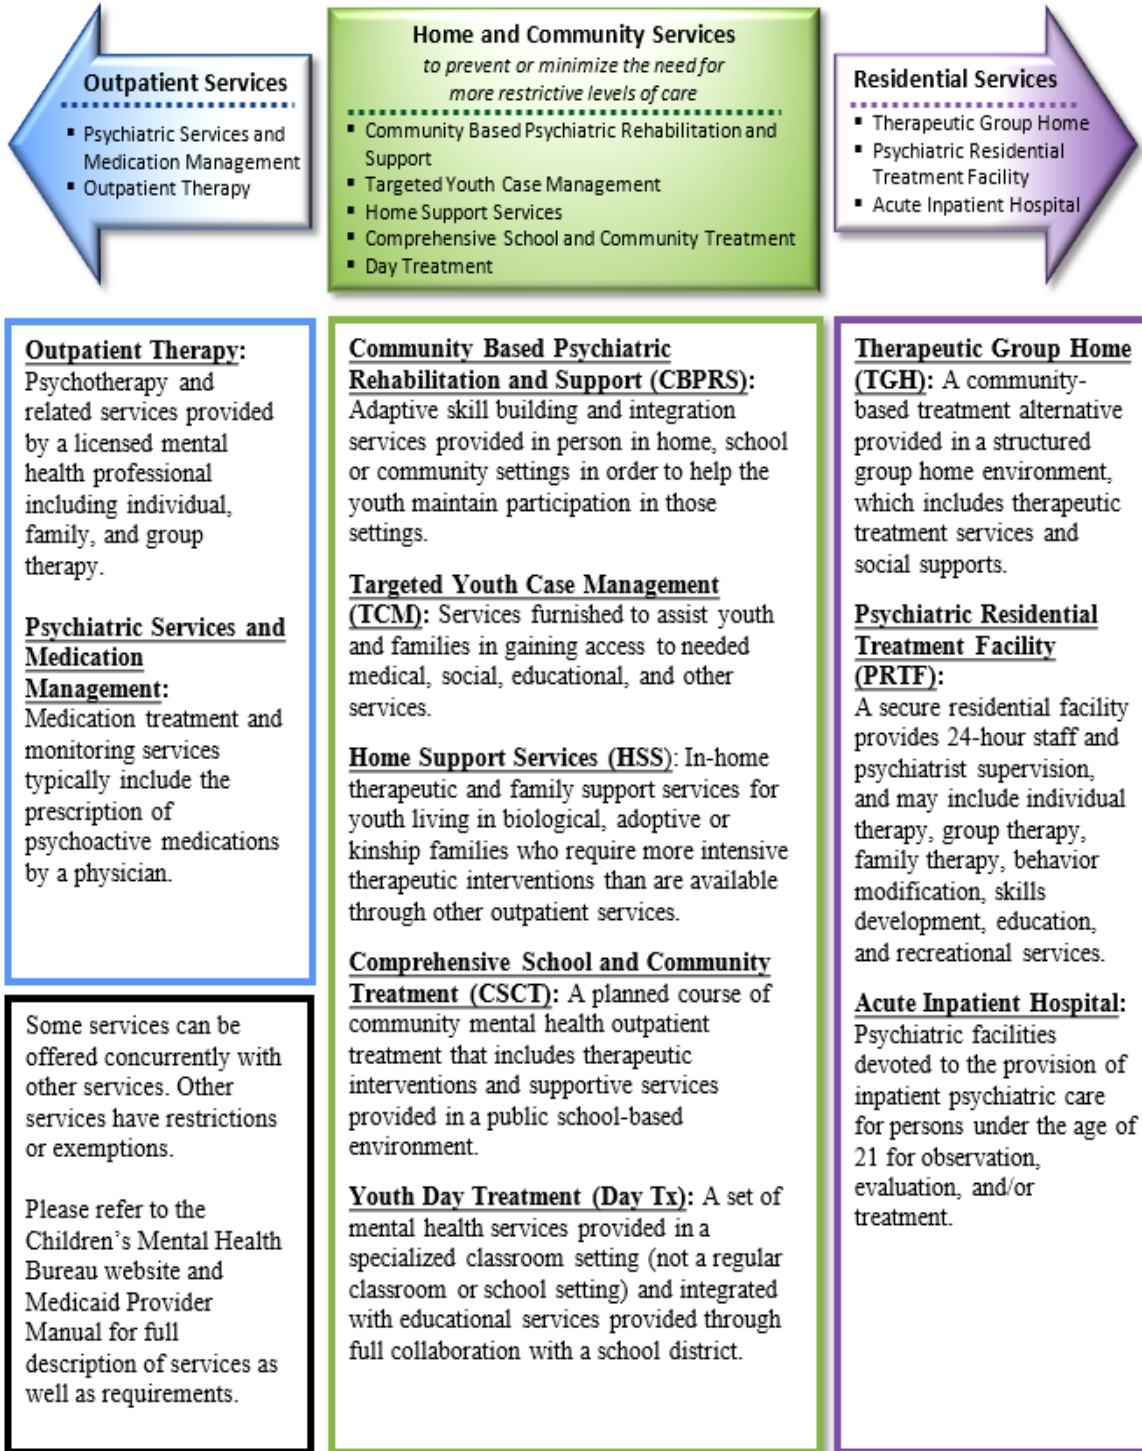 Outpatient Services
▪ Psychiatric Services and
Medication Management
▪ Outpatient Therapy
Home and Community Services
to prevent or minimize the need for
more restrictive levels of care
▪ Community Based Psychiatric Rehabilitation and
Support
▪ Targeted Youth Case Management
▪ Home Support Services
▪ Comprehensive School and Community Treatment
▪ Day Treatment
Residential Services
▪ Therapeutic Group Home
▪ Psychiatric Residential
Treatment Facility
▪ Acute Inpatient Hospital
Outpatient Therapy:
Psychotherapy and
related services provided
by a licensed mental
health professional
including individual,
family, and group
therapy.
Psychiatric Services and
Medication
Management:
Medication treatment and
monitoring services
typically include the
prescription of
psychoactive medications
by a physician.
Some services can be
offered concurrently with
other services. Other
services have restrictions
or exemptions.
Please refer to the
Children's Mental Health
Bureau website and
Medicaid Provider
Manual for full
description of services as
well as requirements.
Community Based Psychiatric
Rehabilitation and Support (CBPRS):
Adaptive skill building and integration
services provided in person in home, school
or community settings in order to help the
youth maintain participation in those
settings.
Targeted Youth Case Management
(TCM): Services furnished to assist youth
and families in gaining access to needed
medical, social, educational, and other
services.
Home Support Services (HSS): In-home
therapeutic and family support services for
youth living in biological, adoptive or
kinship families who require more intensive
therapeutic interventions than are available
through other outpatient services.
Comprehensive School and Community
Treatment (CSCT): A planned course of
community mental health outpatient
treatment that includes therapeutic
interventions and supportive services
provided in a public school-based
environment.
Youth Day Treatment (Day Tx): A set of
mental health services provided in a
specialized classroom setting (not a regular
classroom or school setting) and integrated
with educational services provided through
full collaboration with a school district.
Therapeutic Group Home
(TGH): A community-
based treatment alternative
provided in a structured
group home environment,
which includes therapeutic
treatment services and
social supports.
Psychiatric Residential
Treatment Facility
(PRTF):
A secure residential facility
provides 24-hour staff and
psychiatrist supervision,
and may include individual
therapy, group therapy,
family therapy, behavior
modification, skills
development, education,
and recreational services.
Acute Inpatient Hospital:
Psychiatric facilities
devoted to the provision of
inpatient psychiatric care
for persons under the age of
21 for observation,
evaluation, and/or
treatment.